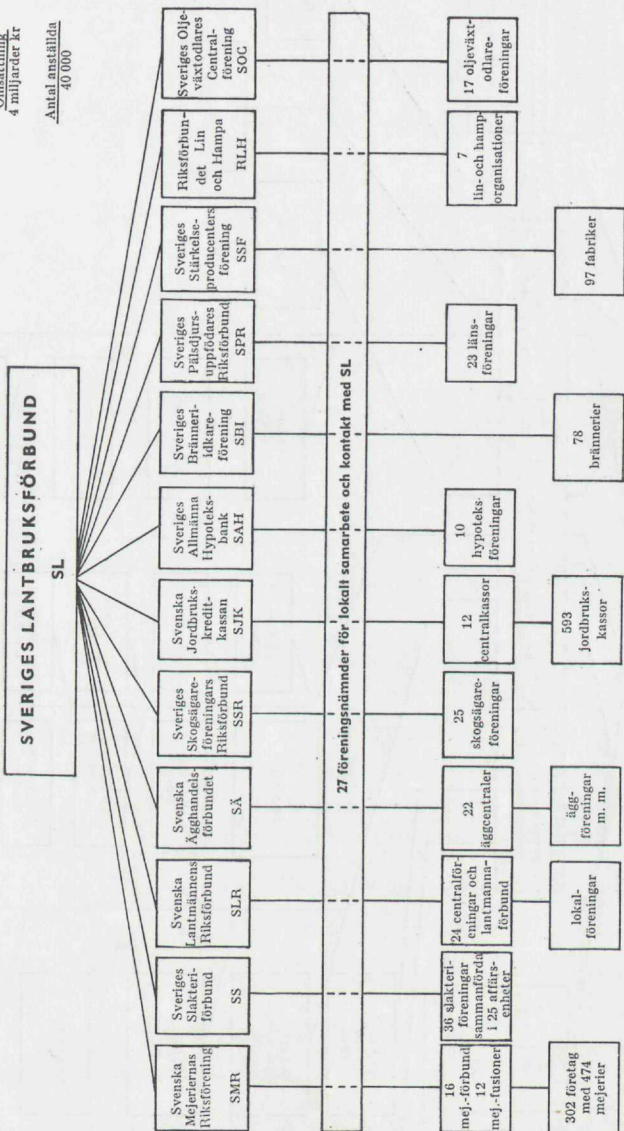 Omsättning
4 miljarder kr
Antal anställda
40 000
SVERIGES LANTBRUKSFÖRBUND
SL
Svenska
Mejeriernas
Riksförening
SMR
Sveriges
Slakteri-
förbund
SS
Svenska
Lantmännens
Riksförbund
SLR
Svenska
Ägghandels-
förbundet
SÄ
Sveriges
Skogsägare-
föreningars
Riksförbund
SSR
Svenska
Jordbruks-
kredit-
kassan
SJK
Sveriges
Allmänna
Hypoteks-
bank
SAH
Sveriges
Bränneri-
idkare-
förening
SBI
Sveriges
Pälsdjurs-
uppfödares
Riksförbund
SPR
Sveriges
Stärkelse-
producenters
förening
SSF
Riksförbun-
det Lin
och Hampa
RLH
Sveriges Olje-
växtodlares
Central-
förening
SOC
27 föreningsnämnder för lokalt samarbete och kontakt med SL
16
mej.-förbund
12
mej.-fusioner
36 slakteri-
föreningar
sammanförda
i 25 affärs-
enheter
24 centralför-
eningar och
lantmanna-
förbund
22
äggcentraler
25
skogsägare-
föreningar
12
centralkassor
10
hypoteks-
föreningar
23 läns-
föreningar
7
lin-och hamp-
organisationer
17 oljeväxt-
odlare-
föreningar
302 företag
med 474
mejerier
lokal-
föreningar
ägg-
föreningar
m. m.
593
jordbruks-
kassor
78
brännerier
97 fabriker